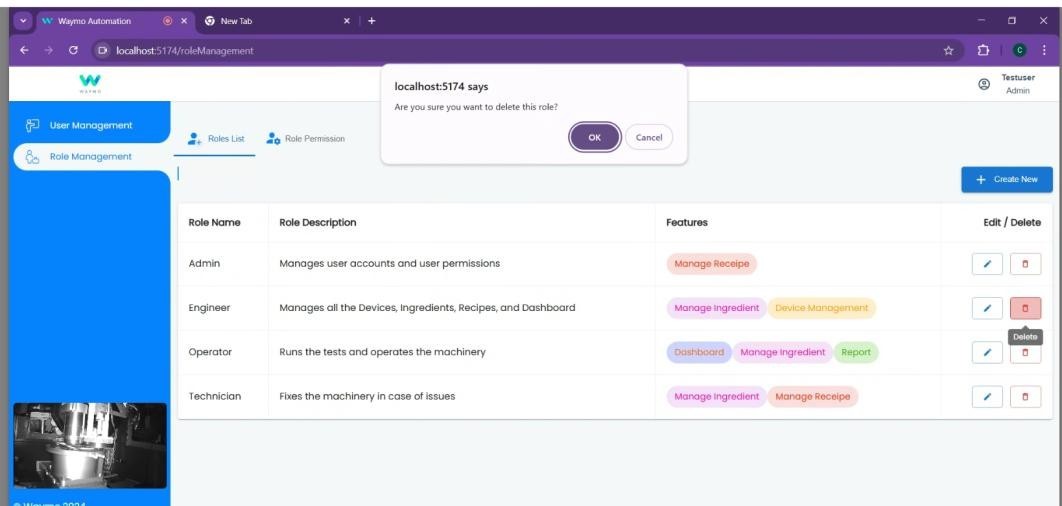 Waymo Automation
New Tab
localhost:5174/roleManagement
C
WAYMO
localhost:5174 says
Are you sure you want to delete this role?
OK
Cancel
Testuser
Admin
User Management
Role Management
Roles List
Role Permission
+ Create New
Role Name Role Description Features Edit / Delete
Admin Manages user accounts and user permissions Manage Receipe
Engineer Manages all the Devices, Ingredients, Recipes, and Dashboard Manage Ingredient Device Management
Delete
Operator Runs the tests and operates the machinery Dashboard Manage Ingredient Report
Technician Fixes the machinery in case of issues Manage Ingredient Manage Receipe
© Waymo 2024